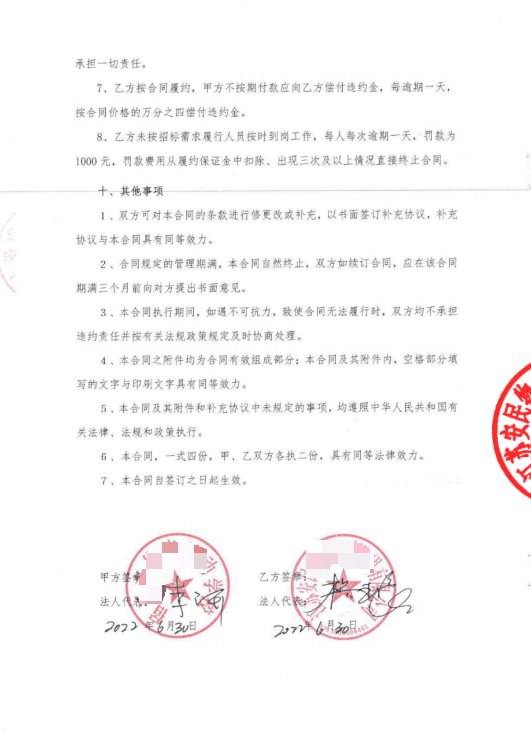 承担一切责任。
7、乙方按合同履约，甲方不按期付款应向乙方偿付违约金，每逾期一天，
按合同价格的万分之四偿付违约金。
8、乙方未按招标需求履行人员按时到岗工作，每人每次逾期一天，罚款为
1000 元，罚款费用从履约保证金中扣除、出现三次及以上情况直接终止合同。
十、其他事项
1、双方可对本合同的条款进行修更改或补充，以书面签订补充协议，补充
协议与本合同具有同等效力。
2、合同规定的管理期满，本合同自然终止，双方如续订合同，应在该合同
期满三个月前向对方提出书面意见。
3、本合同执行期间，如遇不可抗力，致使合同无法履行时，双方均不承担
违约责任并按有关法规政策规定及时协商处理。
4、本合同之附件均为合同有效组成部分；本合同及其附件内，空格部分填
写的文字与印刷文字具有同等效力。
5、本合同及其附件和补充协议中未规定的事项，均遵照中华人民共和国有
关法律、法规和政策执行。
6、本合同，一式四份，甲、乙双方各执二份，具有同等法律效力。
7、本合同自签订之日起生效。
甲方签章
法人代表：
2022年6月30日
乙方签章：
法人代表：
2022年6月30日
苏安民